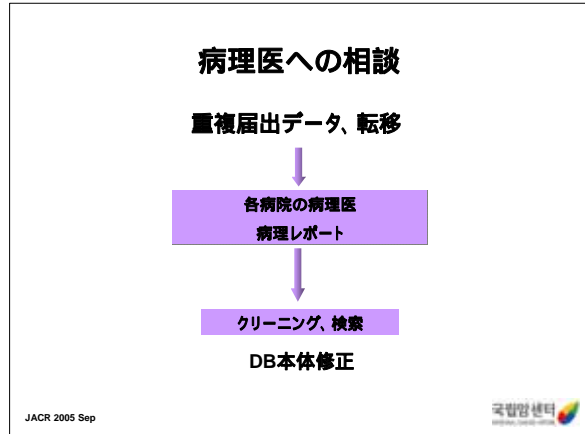 病理医への相談
重複届出データ、転移
各病院の病理医
病理レポート
クリーニング、検索
DB本体修正
JACR 2005 Sep
국립암센터